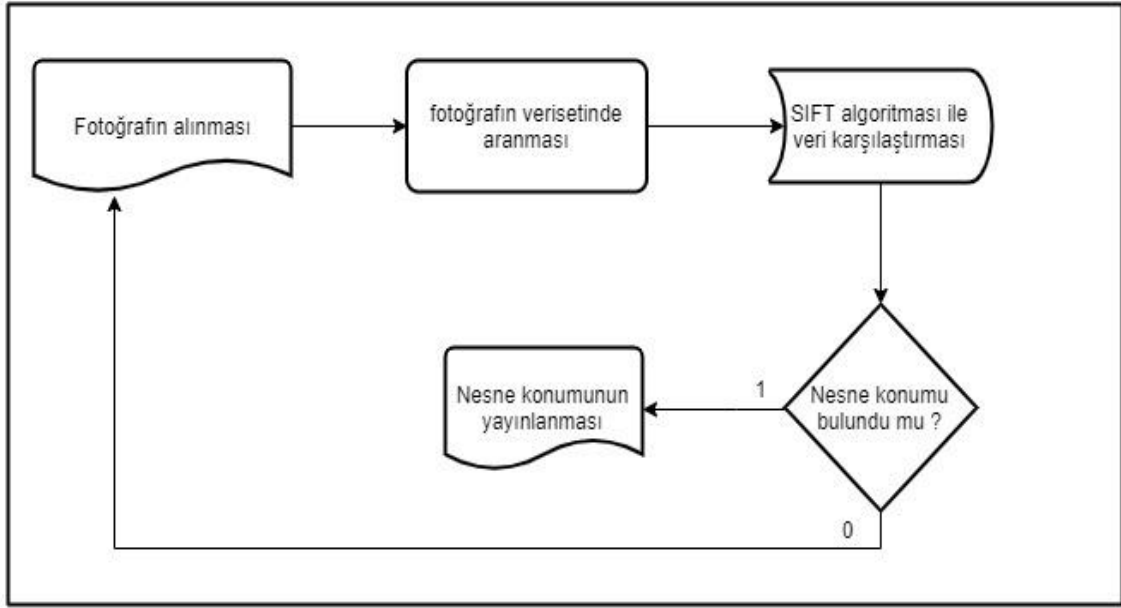 Fotoğrafın alınması
fotoğrafın verisetinde
aranması
SIFT algoritması ile
veri karşılaştırması
Nesne konumu
bulundu mu ?
1
Nesne konumunun
yayınlanması
0